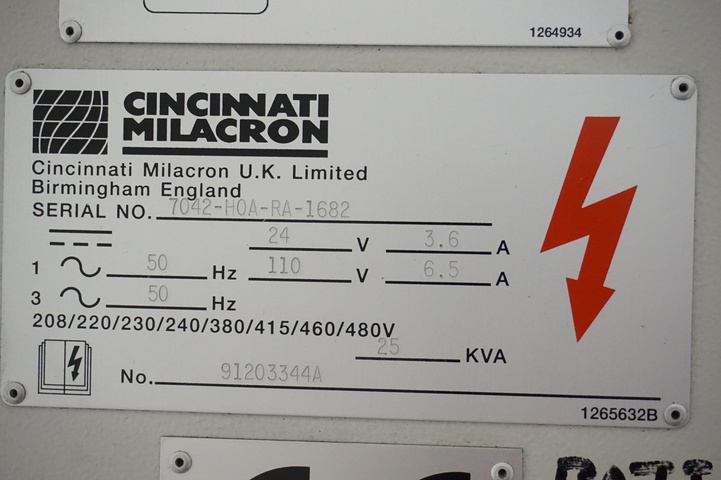 1264934
CINCINNATI
MILACRON
Cincinnati Milacron U.K. Limited
Birmingham England
SERIAL NO. 7042-H0A-RA-1682
24 V 3.6 A
1 50 Hz 110 V 6.5 A
3 50 Hz
208/220/230/240/380/415/460/480V
25 KVA
No. 91203344A
1265632B